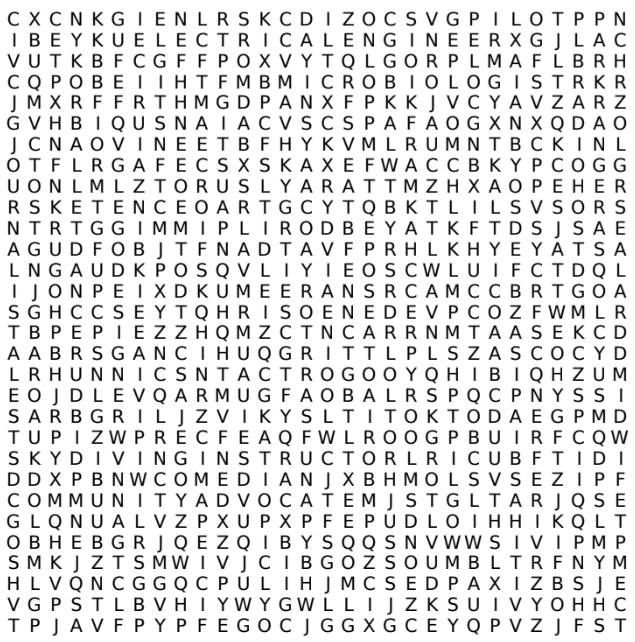 C X C N K G I E N L R S K C D I Z O C S V G P I L O T P P N
I B E Y K U E L E C T R I C A L E N G I N E E R X G J L A C
V U T K B F C G F F P O X V Y T Q L G O R P L M A F L B R H
C Q P O B E I I H T F M B M I C R O B I O L O G I S T R K R
J M X R F F R T H M G D P A N X F P K K J V C Y A V Z A R Z
G V H B I Q U S N A I A C V S C S P A F A O G X N X Q D A O
J C N A O V I N E E T B F H Y K V M L R U M N T B C K I N L
O T F L R G A F E C S X S K A X E F W A C C B K Y P C O G G
U O N L M L Z T O R U S L Y A R A T T M Z H X A O P E H E R
R S K E T E N C E O A R T G C Y T Q B K T L I L S V S O R S
N T R T G G I M M I P L I R O D B E Y A T K F T D S J S A E
A G U D F O B J T F N A D T A V F P R H L K H Y E Y A T S A
L N G A U D K P O S Q V L I Y I E O S C W L U I F C T D Q L
I J O N P E I X D K U M E E R A N S R C A M C C B R T G O A
S G H C C S E Y T Q H R I S O E N E D E V P C O Z F W M L R
T B P E P I E Z Z H Q M Z C T N C A R R N M T A A S E K C D
A A B R S G A N C I H U Q G R I T T L P L S Z A S C O C Y D
L R H U N N I C S N T A C T R O G O O Y Q H I B I Q H Z U M
E O J D L E V Q A R M U G F A O B A L R S P Q C P N Y S S I
S A R B G R I L J Z V I K Y S L T I T O K T O D A E G P M D
T U P I Z W P R E C F E A Q F W L R O O G P B U I R F C Q W
S K Y D I V I N G I N S T R U C T O R L R I C U B F T I D I
D D X P B N W C O M E D I A N J X B H M O L S V S E Z I P F
C O M M U N I T Y A D V O C A T E M J S T G L T A R J Q S E
G L Q N U A L V Z P X U P X P F E P U D L O I H H I K Q L T
O B H E B G R J Q E Z Q I B Y S Q Q S N V W W S I V I P M P
S M K J Z T S M W I V J C I B G O Z S O U M B L T R F N Y M
H L V Q N C G G Q C P U L I H J M C S E D P A X I Z B S J E
V G P S T L B V H I Y W Y G W L L I J Z K S U I V Y O H H C
T P J A V F P Y P F E G O C J G G X G C E Y Q P V Z J F S T